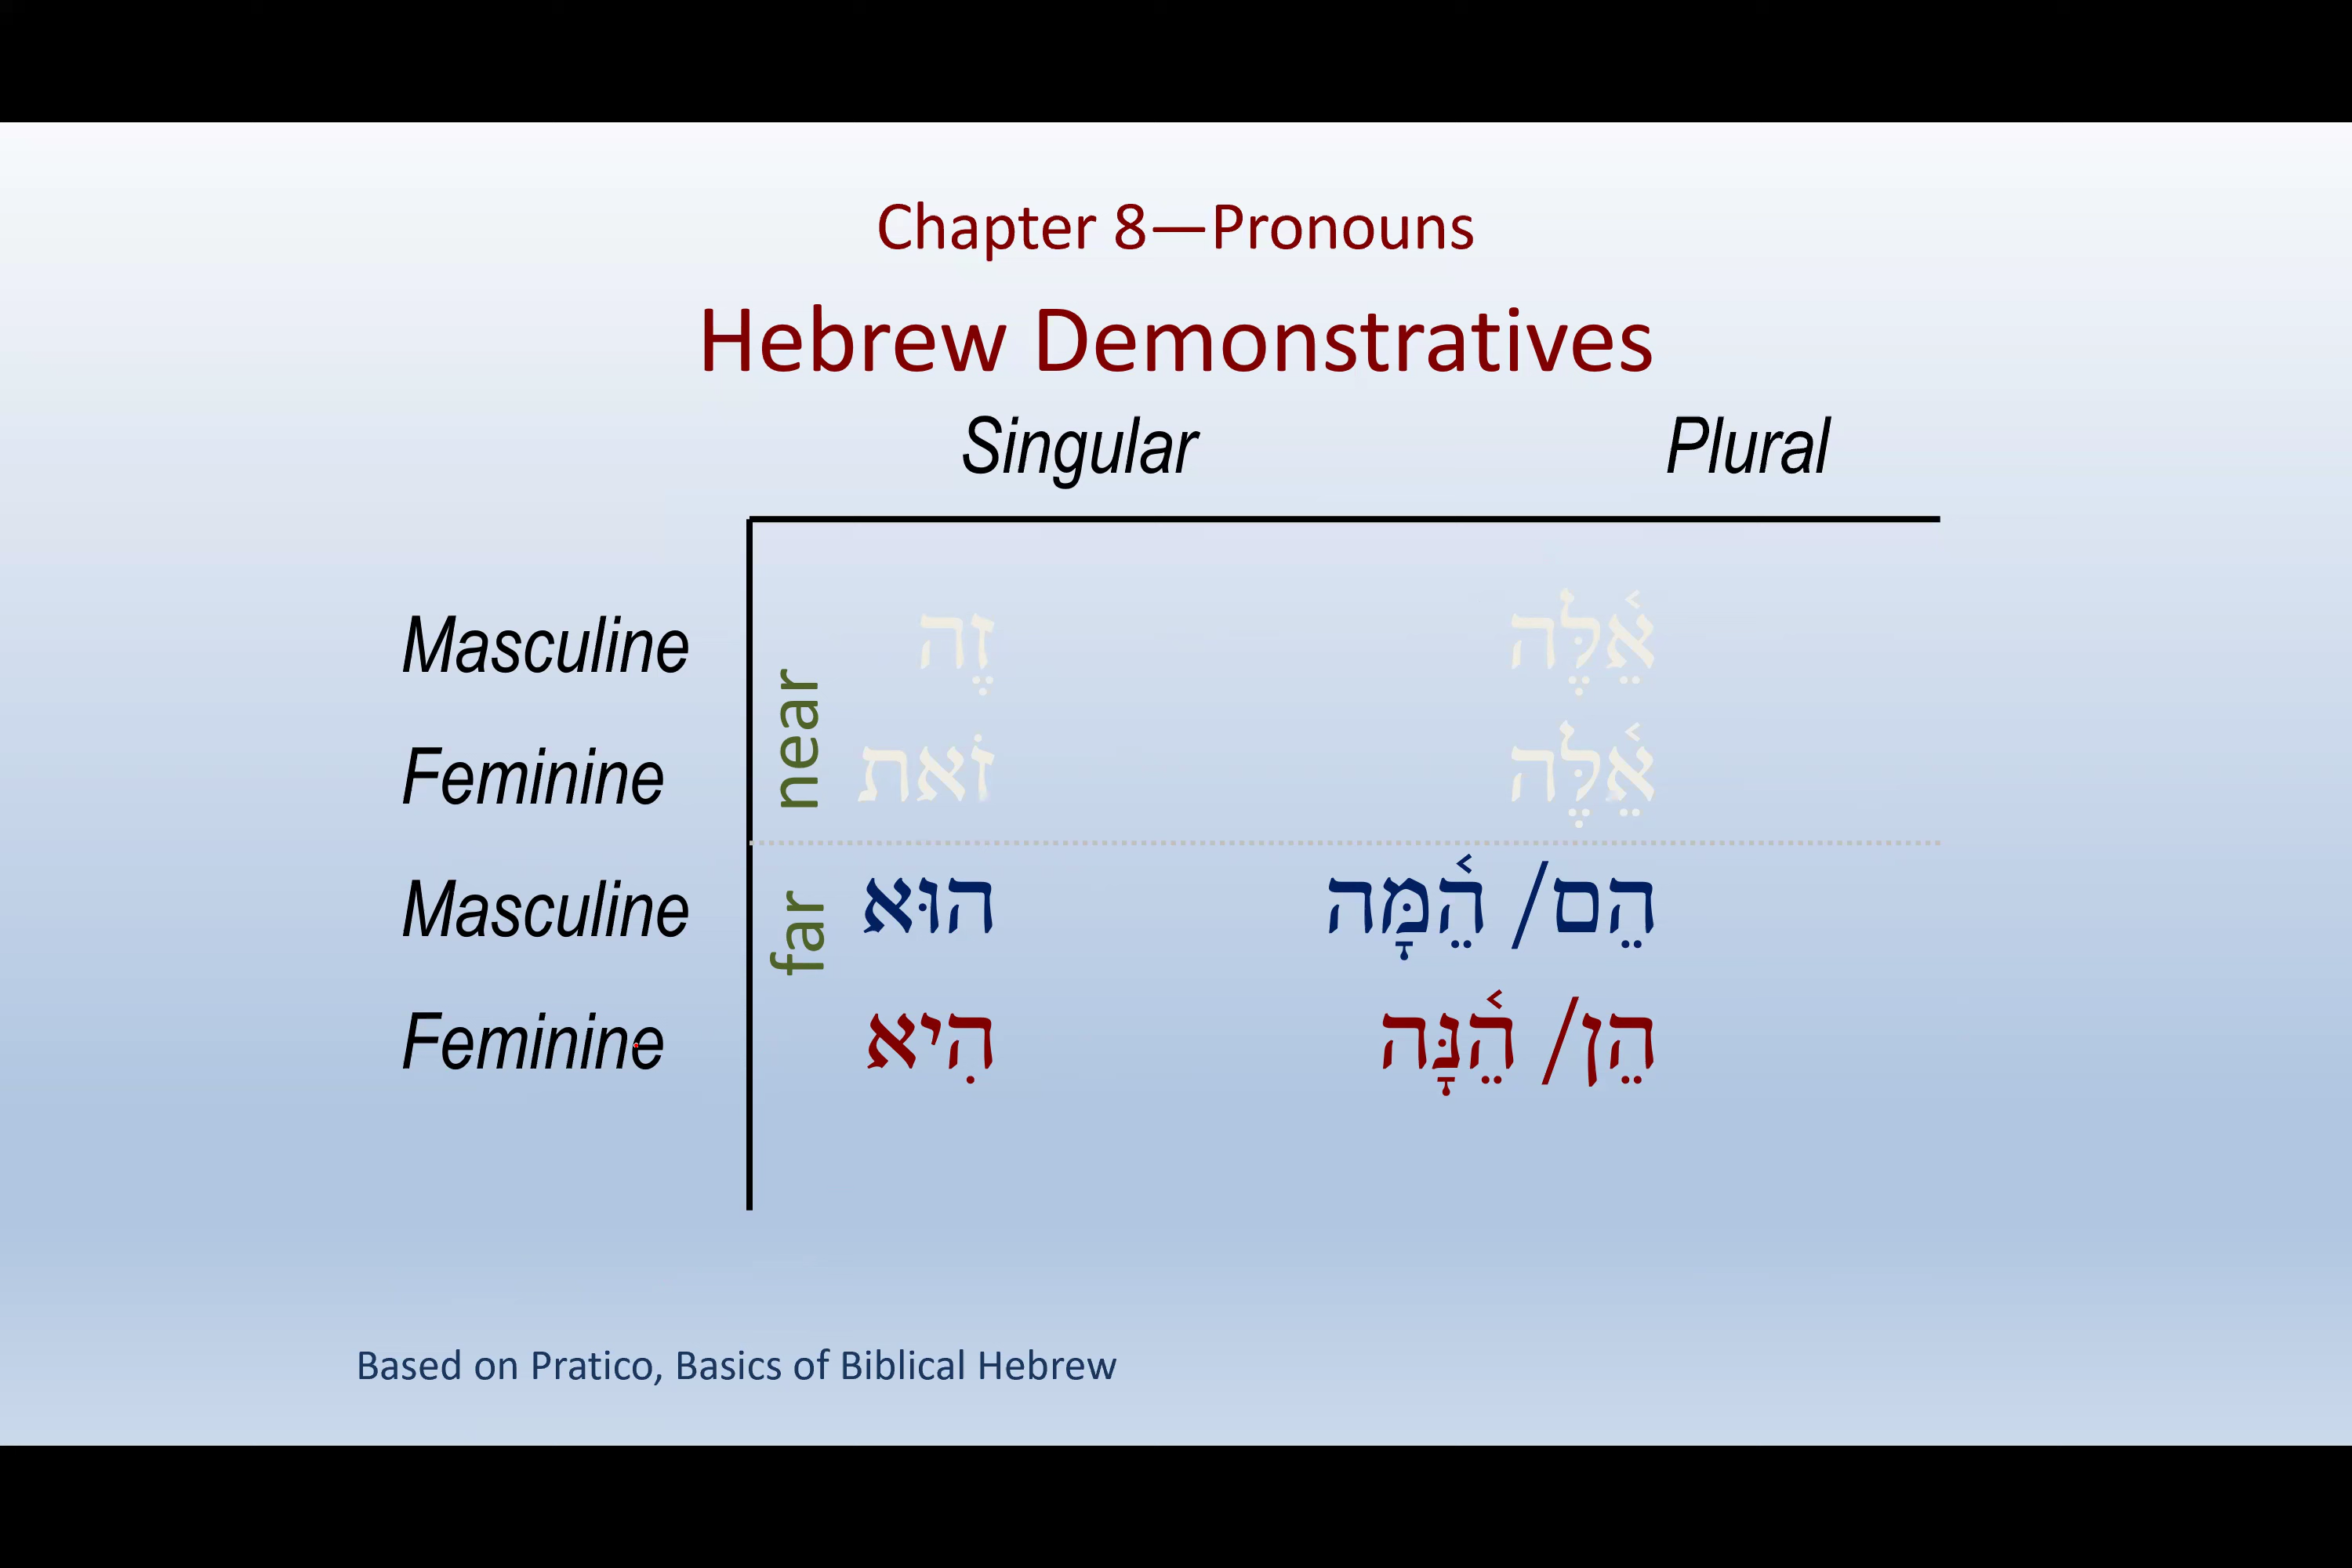 Chapter 8—Pronouns
Hebrew Demonstratives
Singular Plural
Masculine זֶה אֵ֫לֶּה
Feminine זֹאת אֵ֫לֶּה
near
Masculine הוּא הֵם/ הֵ֫מָּה
far
Feminine הִיא הֵן/ הֵ֫נָּה
Based on Pratico, Basics of Biblical Hebrew